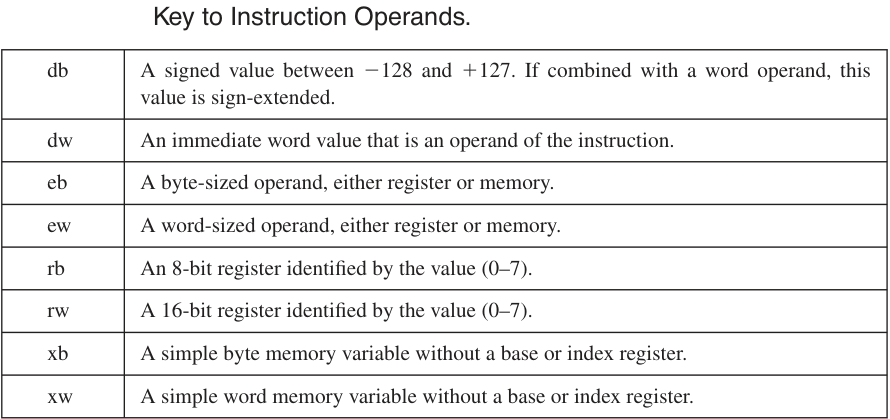 Key to Instruction Operands.
db A signed value between −128 and +127. If combined with a word operand, this
value is sign-extended.
dw An immediate word value that is an operand of the instruction.
eb A byte-sized operand, either register or memory.
ew A word-sized operand, either register or memory.
rb An 8-bit register identified by the value (0–7).
rw A 16-bit register identified by the value (0–7).
xb A simple byte memory variable without a base or index register.
xw A simple word memory variable without a base or index register.